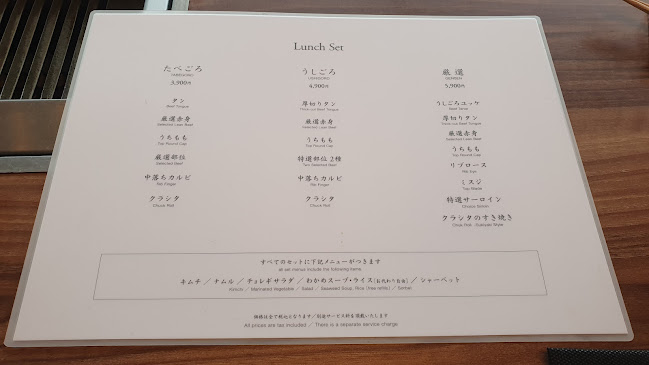 Lunch Set
たべごろ
TABEGORO
3,900円
タン
Beef Tongue
厳選赤身
Selected Lean Beef
うちもも
Top Round Cap
厳選部位
Selected Beef
中落ちカルビ
Rib Finger
クラシタ
Chuck Roll
うしごろ
USHIGORO
4,900円
厚切りタン
Thick-cut Beef Tongue
厳選赤身
Selected Lean Beef
うちもも
Top Round Cap
特選部位2種
Two Selected Beef
中落ちカルビ
Rib Finger
クラシタ
Chuck Roll
厳選
GENSEN
5,900円
うしごろユッケ
Beef Tartar
厚切りタン
Thick-cut Beef Tongue
厳選赤身
Selected Lean Beef
うちもも
Top Round Cap
リブロース
Rib Eye
ミスジ
Top Blade
特選サーロイン
Sirloin
クラシタのすき焼き
Chuck Roll Sukiyaki Style
すべてのセットに下記メニューがつきます
all set menus include the following items
キムチ／ナムル／チョレギサラダ／わかめスープ・ライス(お代わり自由)／シャーベット
Kimchi／Marinated Vegetable／Salad／Seaweed Soup, Rice (free refills)／Sorbet
価格は全て税込となります／別途サービス料を頂戴いたします
All prices are tax included／There is a separate service charge